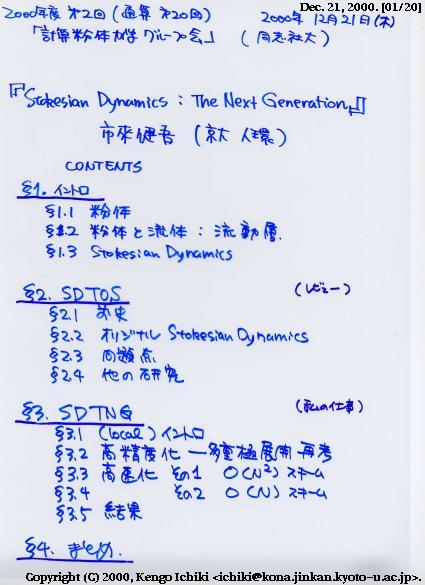 Dec. 21, 2000. [01/20]
2000年度 第2回 (通算 第20回) 2000年 12月21日(木)
「計算粉体力学グループ会」 (同志社大)
『Stokesian Dynamics : The Next Generation』
市來健吾 (京大 人環)
CONTENTS
§1. イントロ
§1.1 粉体
§1.2 粉体と流体 : 流動層.
§1.3 Stokesian Dynamics
§2. SDTOS (レビュー)
§2.1 前史
§2.2 オリジナル Stokesian Dynamics
§2.3 問題点
§2.4 他の研究
§3. SDTNG (私の仕事)
§3.1 (local) イントロ
§3.2 高精度化 — 多重極展開 再考
§3.3 高速化 その1 O(N²) スキーム
§3.4 その2 O(N) スキーム
§3.5 結果
§4. まとめ.
Copyright (C) 2000, Kengo Ichiki <ichiki@kona.jinkan.kyoto-u.ac.jp>.